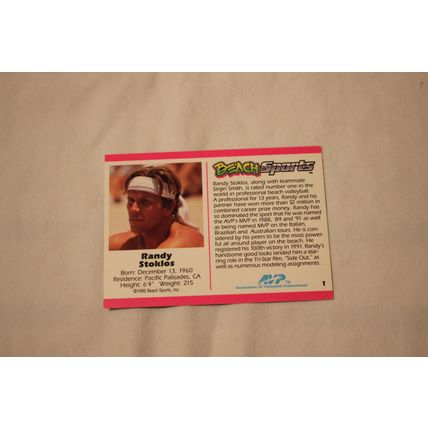 Randy
Stoklos
Born: December 13, 1960
Residence: Pacific Palisades, CA
Height: 6'4" Weight: 215
©1992 Beach Sports, Inc.
BEACH Sports™
Randy Stoklos, along with teammate
Sinjin Smith, is rated number one in the
world in professional beach volleyball.
A professional for 13 years, Randy and his
partner have won more than $2 million in
combined career prize money. Randy has
so dominated the sport that he was named
the AVP's MVP in 1988, '89 and '91 as well
as being named MVP on the Italian,
Brazilian and Australian tours. He is con-
sidered by his peers to be the most power-
ful all around player on the beach. He
registered his 100th victory in 1991. Randy's
handsome good looks landed him a star-
ring role in the Tri-Star film, "Side Out," as
well as numerous modeling assignments.
AVP™
Association Of Volleyball Professionals
1